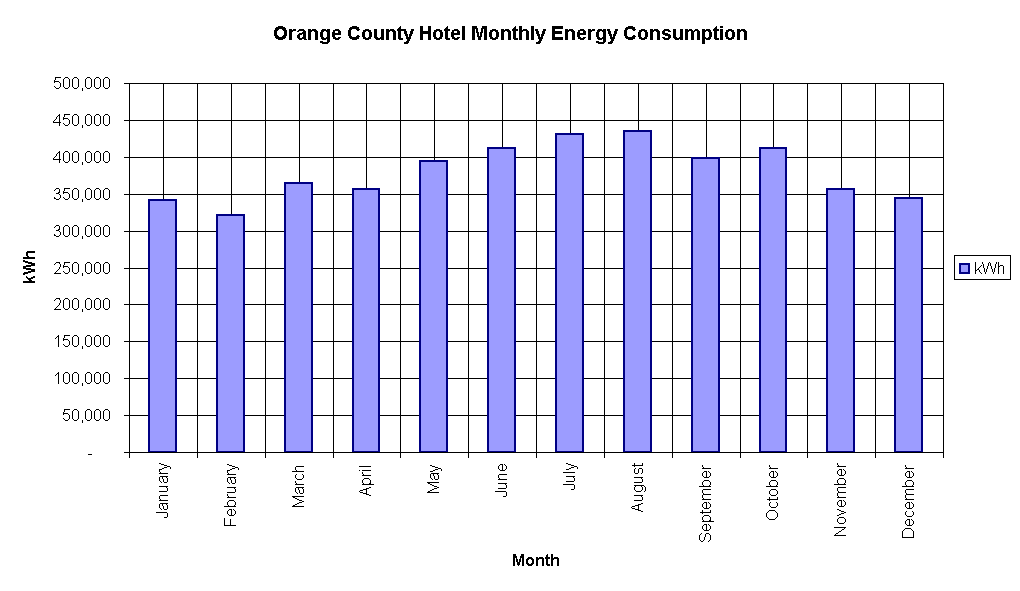 Orange County Hotel Monthly Energy Consumption
500,000
450,000
400,000
350,000
300,000
250,000
200,000
150,000
100,000
50,000
-
kWh
January
February
March
April
May
June
July
August
September
October
November
December
Month
kWh